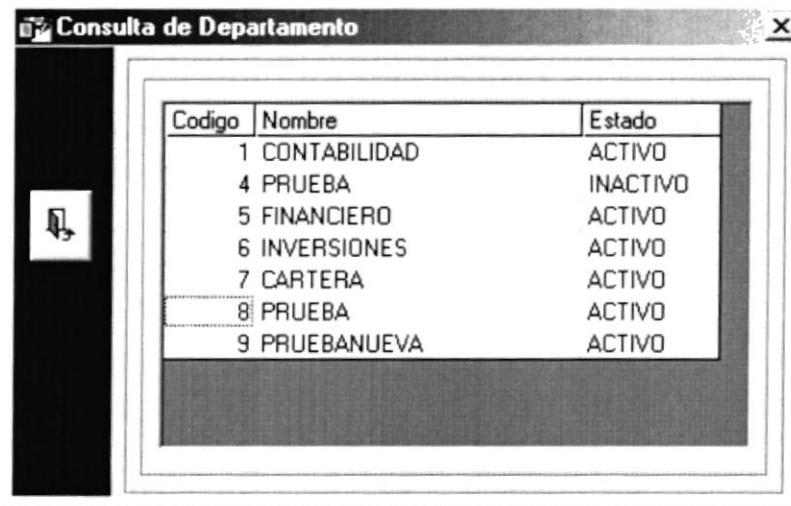 Consulta de Departamento
Codigo Nombre Estado
1 CONTABILIDAD ACTIVO
4 PRUEBA INACTIVO
5 FINANCIERO ACTIVO
6 INVERSIONES ACTIVO
7 CARTERA ACTIVO
8 PRUEBA ACTIVO
9 PRUEBANUEVA ACTIVO